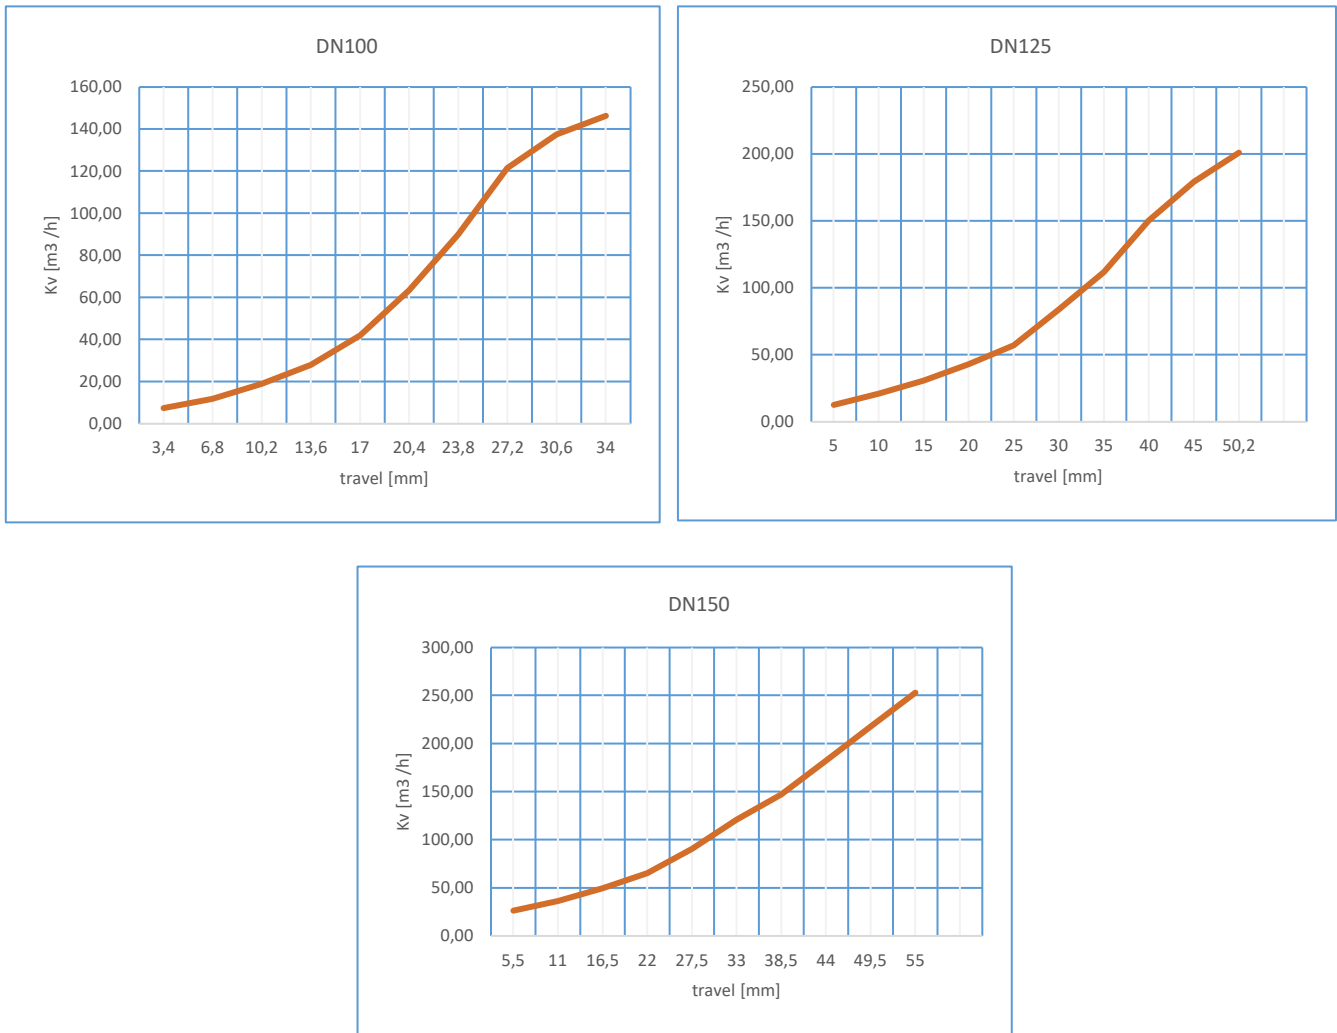 DN100
160,00
140,00
120,00
100,00
80,00
60,00
40,00
20,00
0,00
Kv [m3 /h]
3,4 6,8 10,2 13,6 17 20,4 23,8 27,2 30,6 34
travel [mm]
DN125
250,00
200,00
150,00
100,00
50,00
0,00
Kv [m3 /h]
5 10 15 20 25 30 35 40 45 50,2
travel [mm]
DN150
300,00
250,00
200,00
150,00
100,00
50,00
0,00
Kv [m3 /h]
5,5 11 16,5 22 27,5 33 38,5 44 49,5 55
travel [mm]